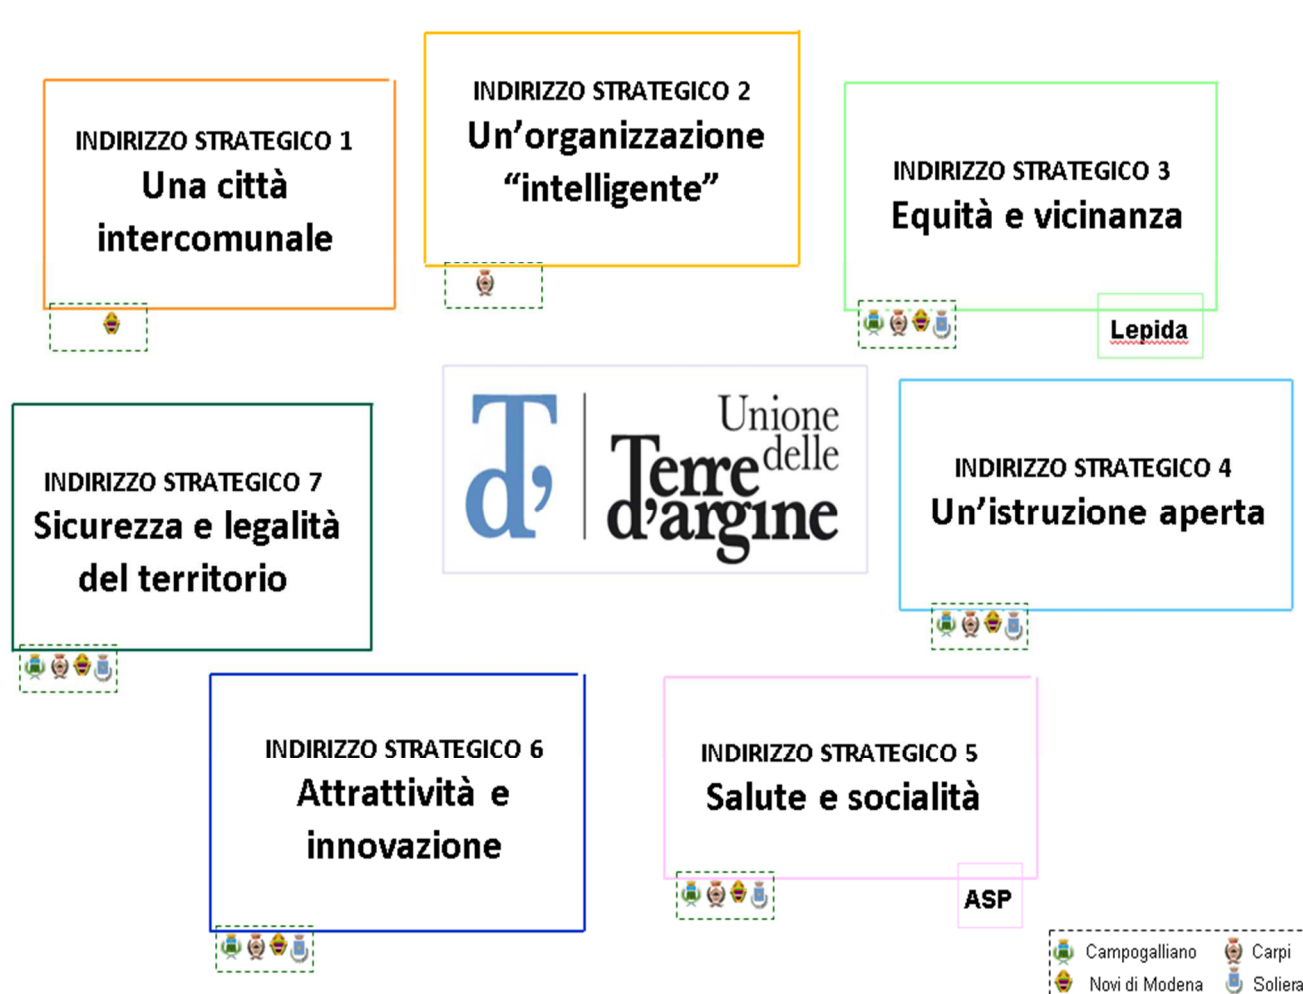 INDIRIZZO STRATEGICO 1
Una città
intercomunale
INDIRIZZO STRATEGICO 2
Un’organizzazione
“intelligente”
INDIRIZZO STRATEGICO 3
Equità e vicinanza
Lepida
INDIRIZZO STRATEGICO 7
Sicurezza e legalità
del territorio
Td’
Unione
delle
Terre
d’argine
INDIRIZZO STRATEGICO 4
Un’istruzione aperta
INDIRIZZO STRATEGICO 6
Attrattività e
innovazione
INDIRIZZO STRATEGICO 5
Salute e socialità
ASP
Campogalliano Carpi
Novi di Modena Soliera